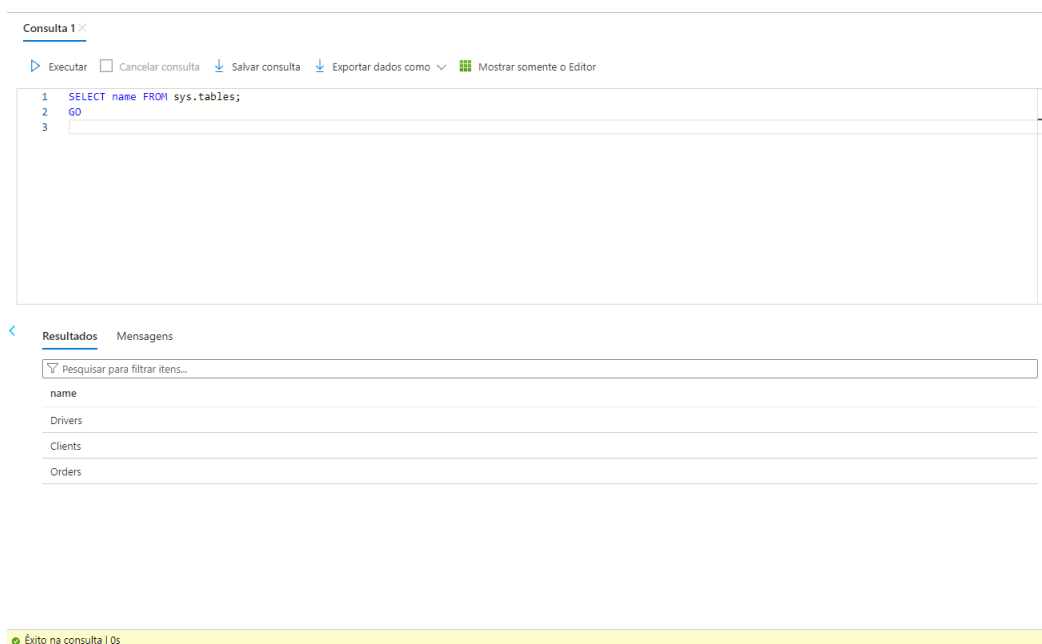 Consulta 1
Executar Cancelar consulta Salvar consulta Exportar dados como Mostrar somente o Editor
1 SELECT name FROM sys.tables;
2 GO
3
Resultados Mensagens
Pesquisar para filtrar itens...
name
Drivers
Clients
Orders
Êxito na consulta | 0s